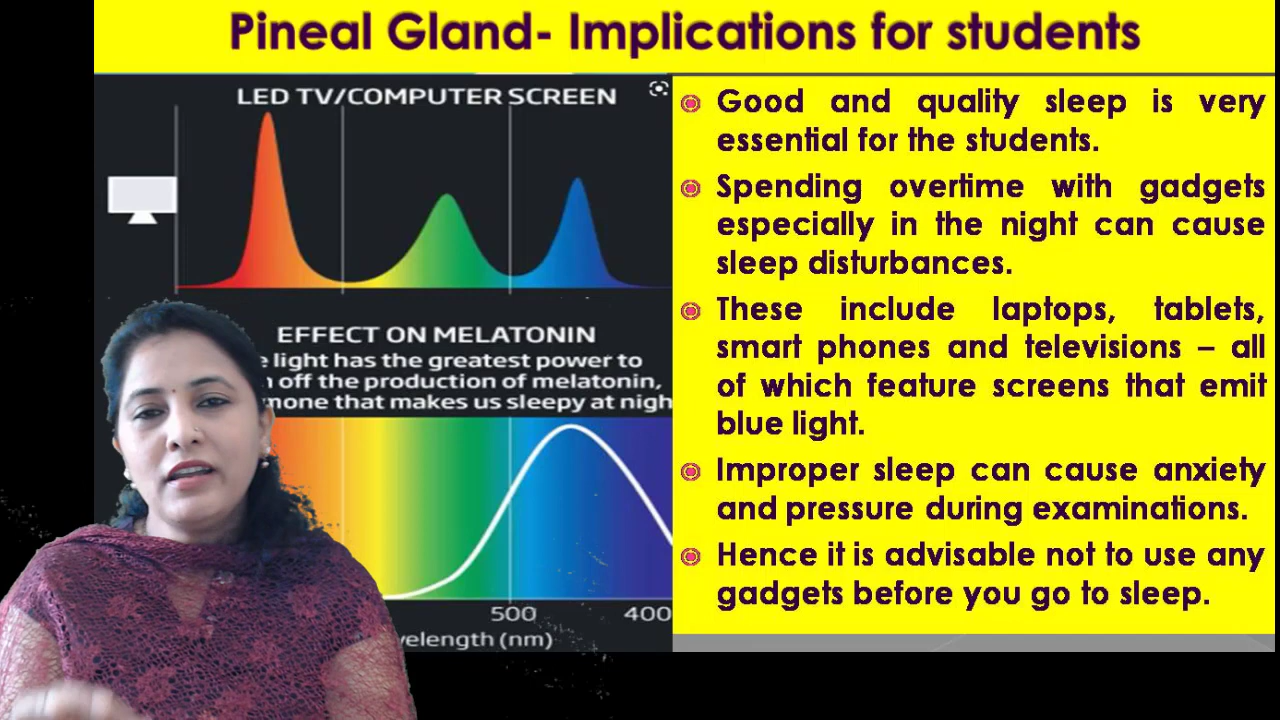 Pineal Gland- Implications for students
LED TV/COMPUTER SCREEN
EFFECT ON MELATONIN
light has the greatest power to
off the production of melatonin,
that makes us sleepy at
500
400
(nm)
Good and quality sleep is very
essential for the students.
Spending overtime with gadgets
especially in the night can cause
sleep disturbances.
These include laptops, tablets,
smart phones and televisions – all
of which feature screens that emit
blue light.
Improper sleep can cause anxiety
and pressure during examinations.
Hence it is advisable not to use any
gadgets before you go to sleep.